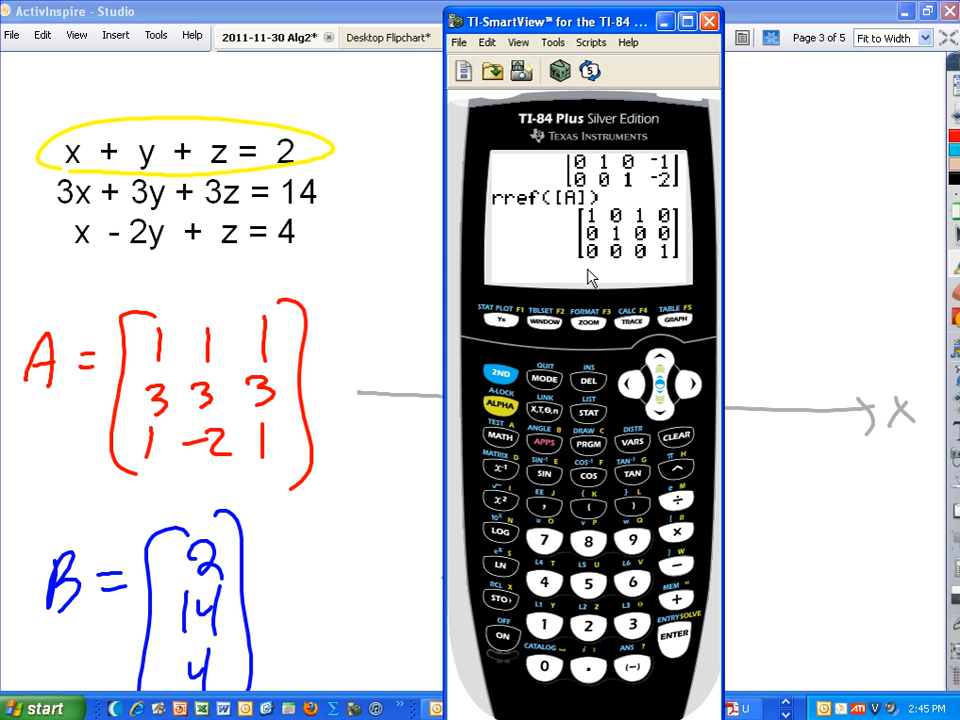 ActivInspire - Studio
File Edit View Insert Tools Help
2011-11-30 Alg2*
Desktop Flipchart*
Page 3 of 5
Fit to Width
x + y + z = 2
3x + 3y + 3z = 14
x - 2y + z = 4
A = [1 1 1
3 3 3
1 -2 1]
B = [2
14
4
x
TI-SmartView™ for the TI-84 ...
File Edit View Tools Scripts Help
TI-84 Plus Silver Edition
TEXAS INSTRUMENTS
[0 1 0 -1]
[0 0 1 -2]
rref([A])
[1 0 1 0]
[0 1 0 0]
[0 0 0 1]
STAT PLOT F1 TBLSET F2 FORMAT F3 CALC F4 TABLE F5
Y= WINDOW ZOOM TRACE GRAPH
QUIT INS
2ND MODE DEL
A-LOCK LINK LIST
ALPHA X,T,Θ,n STAT
TEST A ANGLE B DRAW C DISTR
MATH APPS PRGM VARS CLEAR
MATRIX D SIN⁻¹ E COS⁻¹ F TAN⁻¹ G π H
x⁻¹ SIN COS TAN ^
√ I EE J { K } L e M
x² , ( ) ÷
10ˣ N u O v P w Q [ R
LOG 7 8 9 ×
eˣ S L4 T L5 U L6 V ] W
LN 4 5 6 −
RCL X L1 Y L2 Z L3 θ MEM "
STO▸ 1 2 3 +
OFF CATALOG i : ANS ? ENTRY SOLVE
ON 0 . (−) ENTER
start
U
2:45 PM